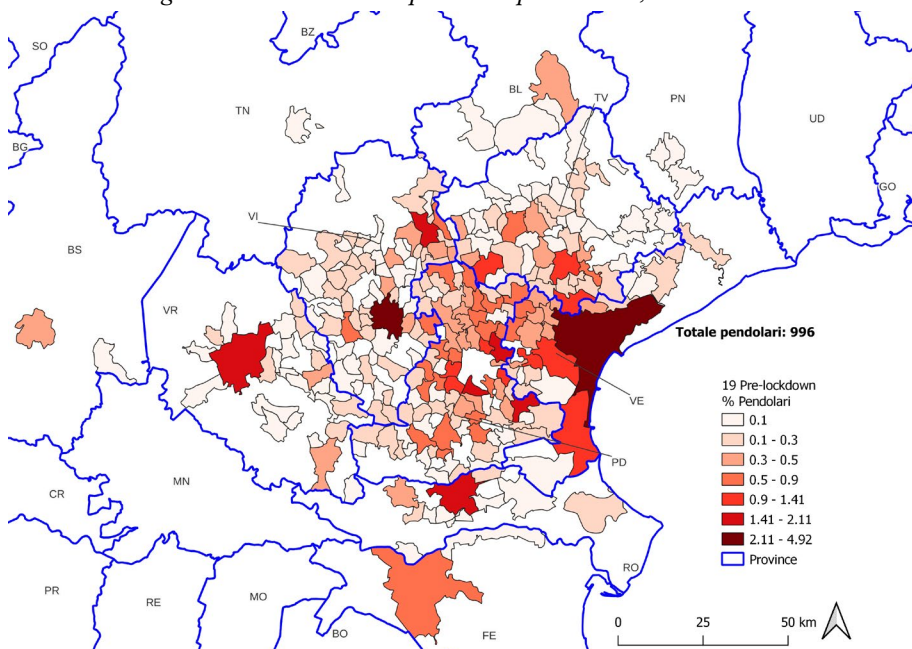 SO
BZ
TN
BL
TV
PN
UD
BG
GO
VI
BS
VR
Totale pendolari: 996
19 Pre-lockdown
% Pendolari
0.1
0.1 - 0.3
0.3 - 0.5
0.5 - 0.9
0.9 - 1.41
1.41 - 2.11
2.11 - 4.92
Province
VE
PD
MN
CR
RO
PR
RE
MO
BO
FE
0 25 50 km